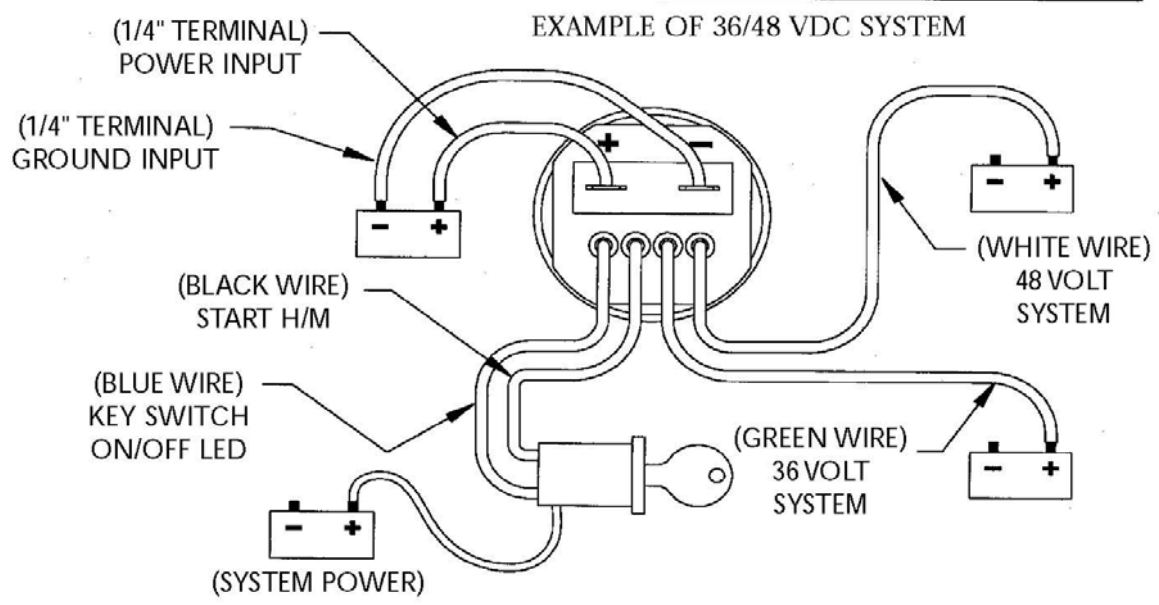 EXAMPLE OF 36/48 VDC SYSTEM
(1/4" TERMINAL)
POWER INPUT
(1/4" TERMINAL)
GROUND INPUT
+ -
- +
- +
(WHITE WIRE)
48 VOLT
SYSTEM
(BLACK WIRE)
START H/M
(BLUE WIRE)
KEY SWITCH
ON/OFF LED
(GREEN WIRE)
36 VOLT
SYSTEM
- +
- +
(SYSTEM POWER)